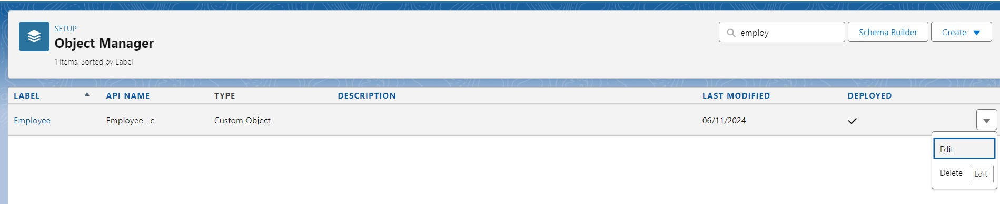 SETUP
Object Manager
1 Items, Sorted by Label
employ
Schema Builder
Create
LABEL API NAME TYPE DESCRIPTION LAST MODIFIED DEPLOYED
Employee Employee__c Custom Object 06/11/2024
Edit
Delete Edit